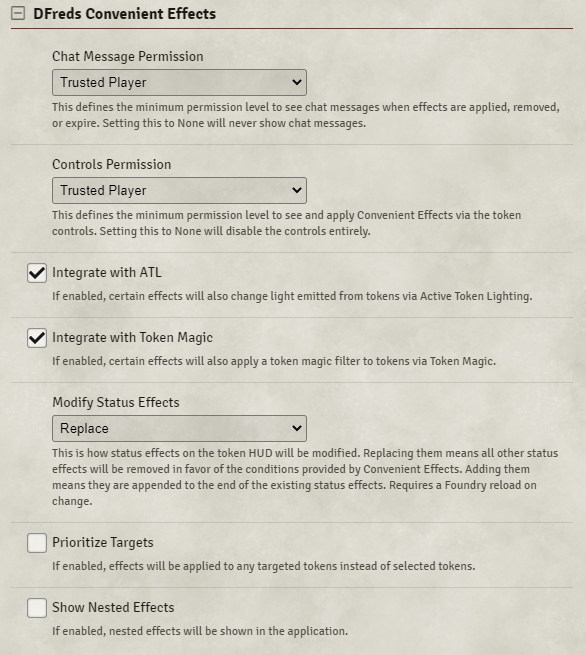 DFreds Convenient Effects
Chat Message Permission
Trusted Player
This defines the minimum permission level to see chat messages when effects are applied, removed,
or expire. Setting this to None will never show chat messages.
Controls Permission
Trusted Player
This defines the minimum permission level to see and apply Convenient Effects via the token
controls. Setting this to None will disable the controls entirely.
Integrate with ATL
If enabled, certain effects will also change light emitted from tokens via Active Token Lighting.
Integrate with Token Magic
If enabled, certain effects will also apply a token magic filter to tokens via Token Magic.
Modify Status Effects
Replace
This is how status effects on the token HUD will be modified. Replacing them means all other status
effects will be removed in favor of the conditions provided by Convenient Effects. Adding them
means they are appended to the end of the existing status effects. Requires a Foundry reload on
change.
Prioritize Targets
If enabled, effects will be applied to any targeted tokens instead of selected tokens.
Show Nested Effects
If enabled, nested effects will be shown in the application.